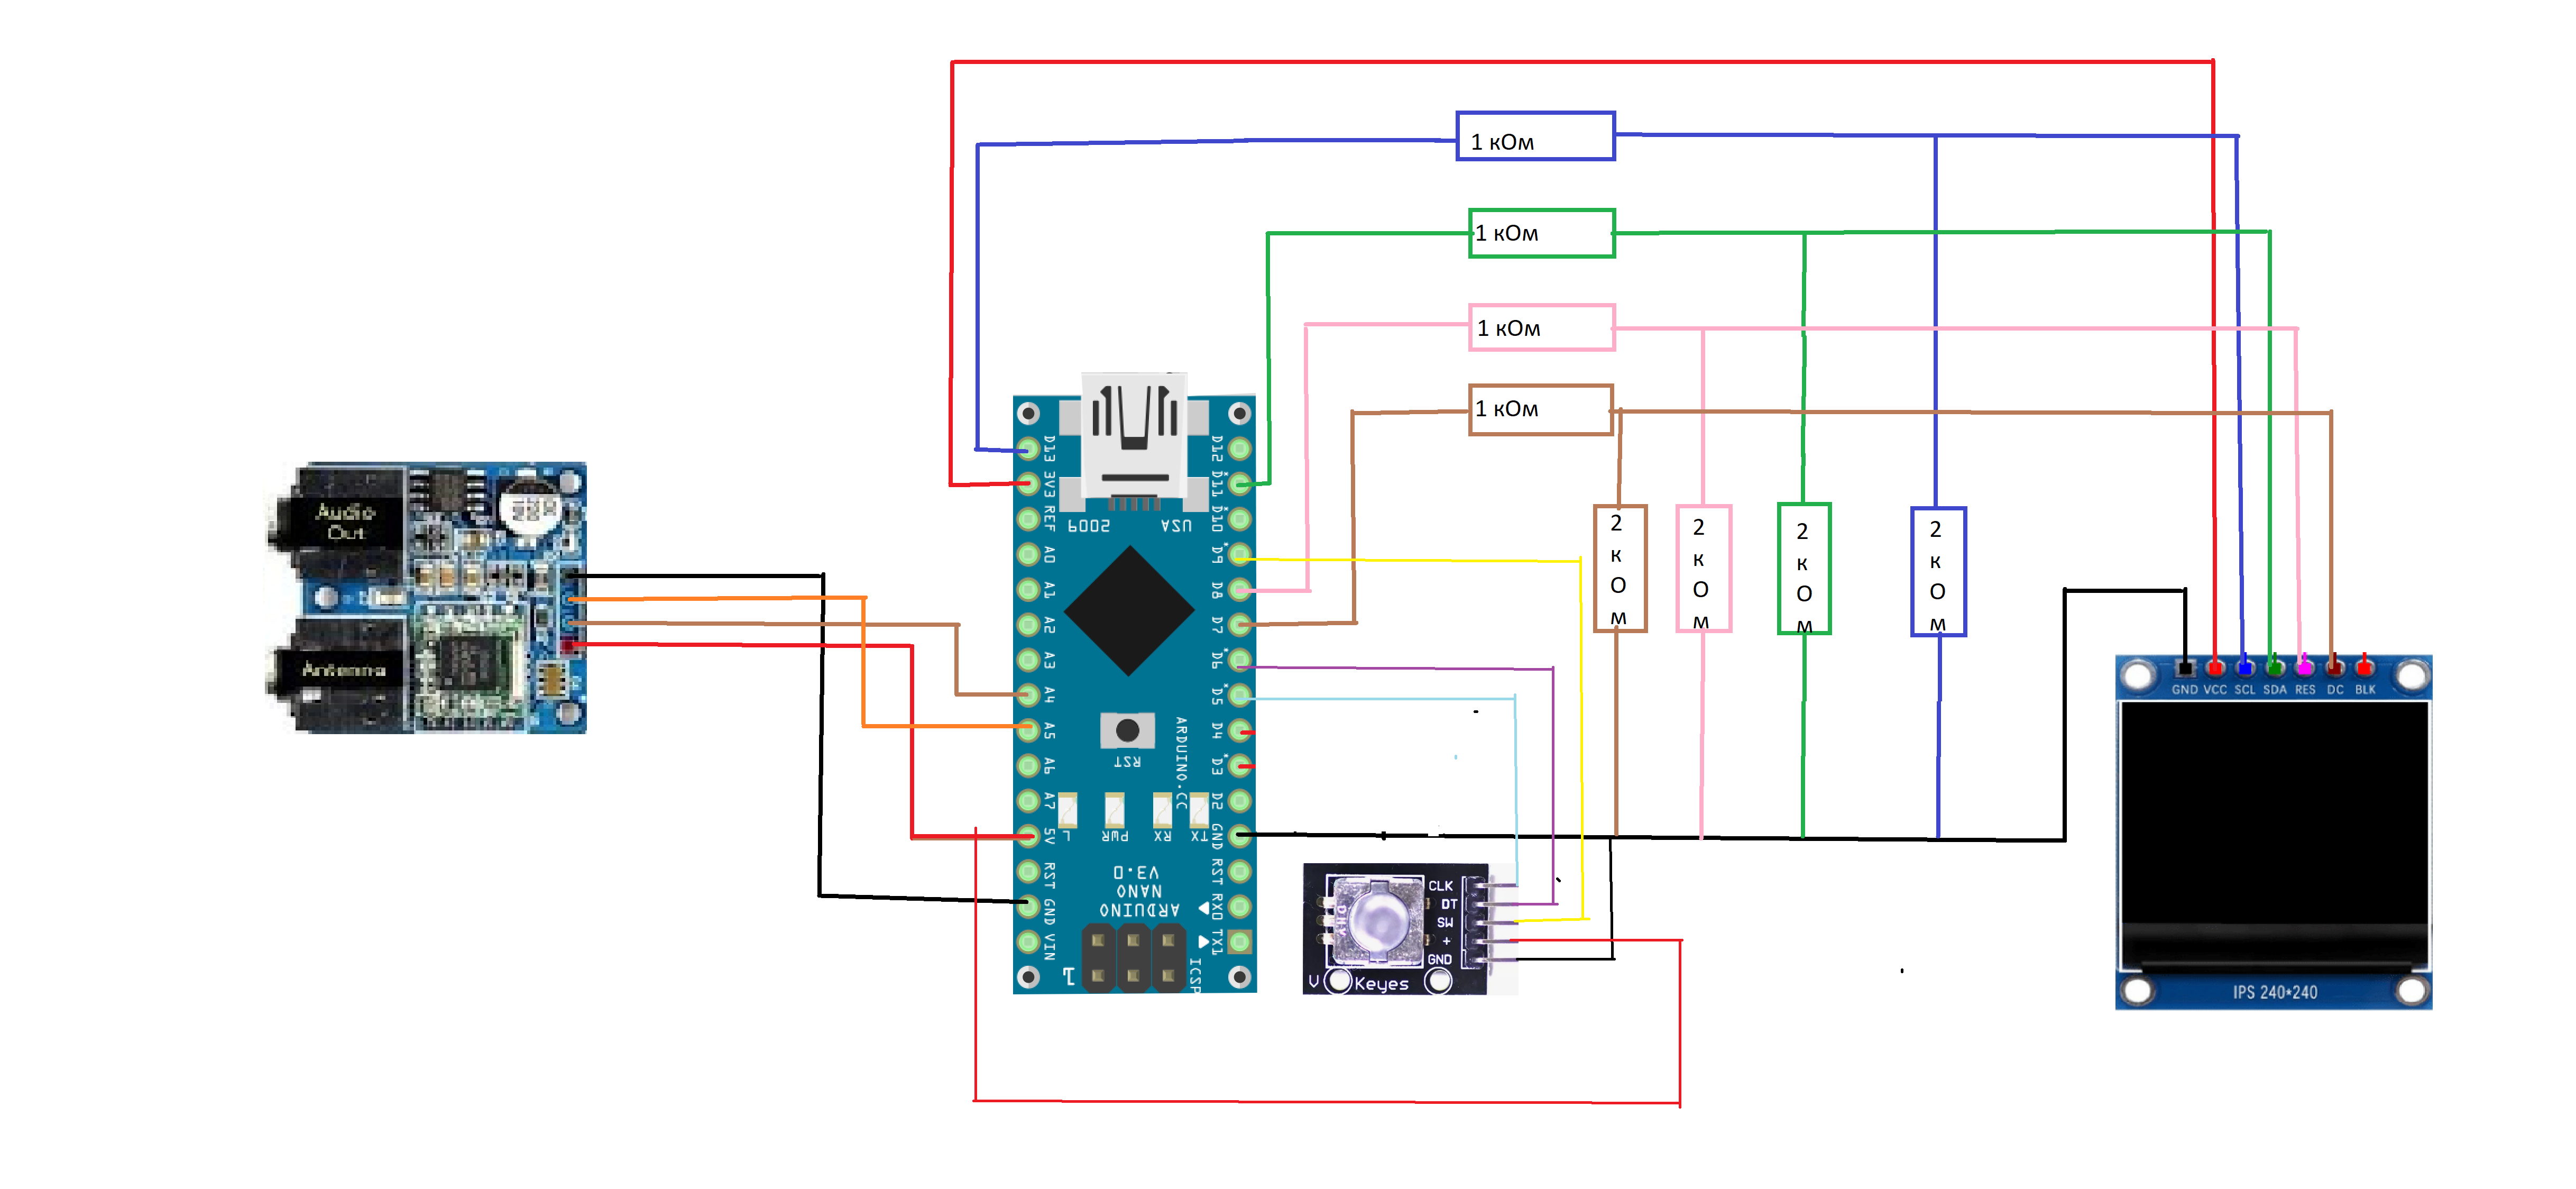 1 кОм
1 кОм
1 кОм
1 кОм
2
к
О
м
2
к
О
м
2
к
О
м
2
к
О
м
Audio
Out
Antenna
D13
3V3
REF
A0
A1
A2
A3
A4
A5
A6
A7
5V
RST
GND
VIN
D12
D11
D10
D9
D8
D7
D6
D5
D4
D3
D2
GND
RST
RX0
TX1
2009
USA
RST
ARDUINO.CC
L
PWR
RX
TX
ARDUINO
NANO
V3.0
1
ICSP
CLK
DT
SW
+
GND
Keyes
GND VCC SCL SDA RES DC BLK
IPS 240*240